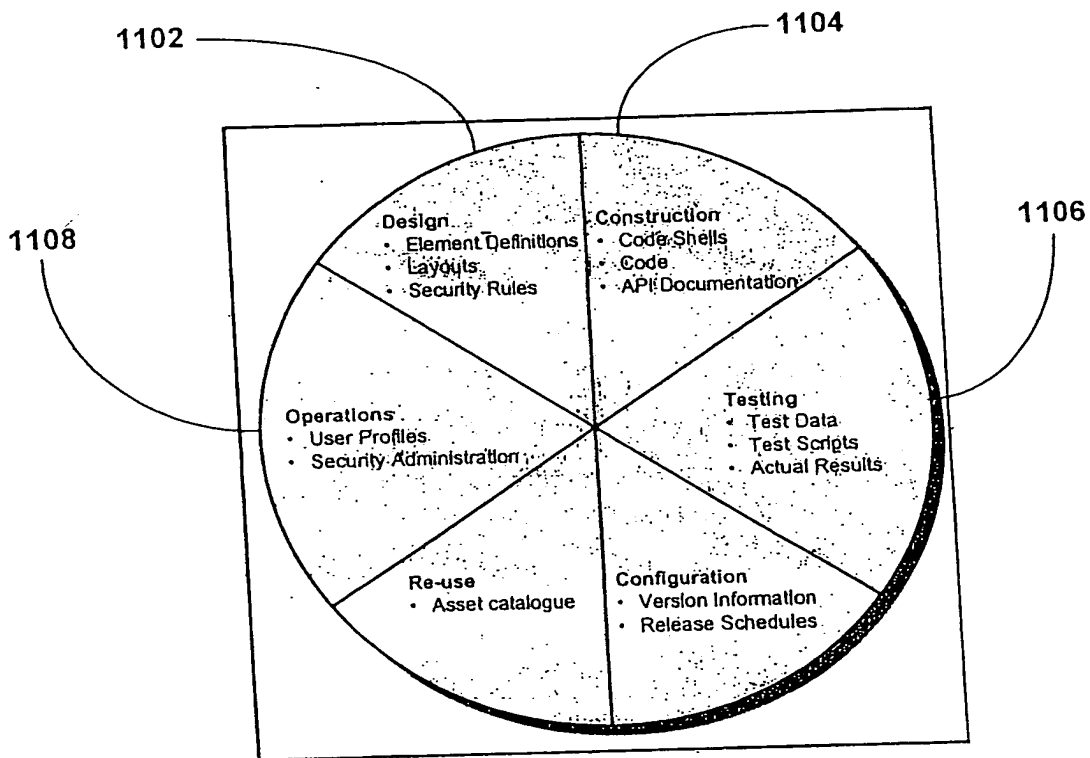 1102
1104
1106
1108
Design
• Element Definitions
• Layouts
• Security Rules
Construction
• Code Shells
• Code
• API Documentation
Testing
• Test Data
• Test Scripts
• Actual Results
Operations
• User Profiles
• Security Administration
Re-use
• Asset catalogue
Configuration
• Version Information
• Release Schedules